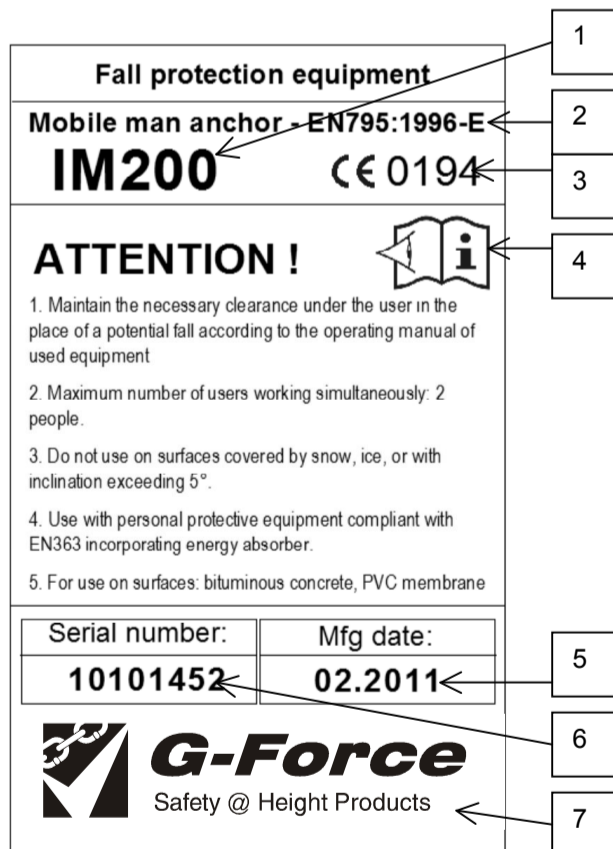 1
Fall protection equipment
Mobile man anchor - EN795:1996-E
2
IM200
CE 0194
3
ATTENTION !
i
4
1. Maintain the necessary clearance under the user in the
place of a potential fall according to the operating manual of
used equipment
2. Maximum number of users working simultaneously: 2
people.
3. Do not use on surfaces covered by snow, ice, or with
inclination exceeding 5°.
4. Use with personal protective equipment compliant with
EN363 incorporating energy absorber.
5. For use on surfaces: bituminous concrete, PVC membrane
Serial number:
Mfg date:
5
10101452
02.2011
6
G-Force
Safety @ Height Products
7